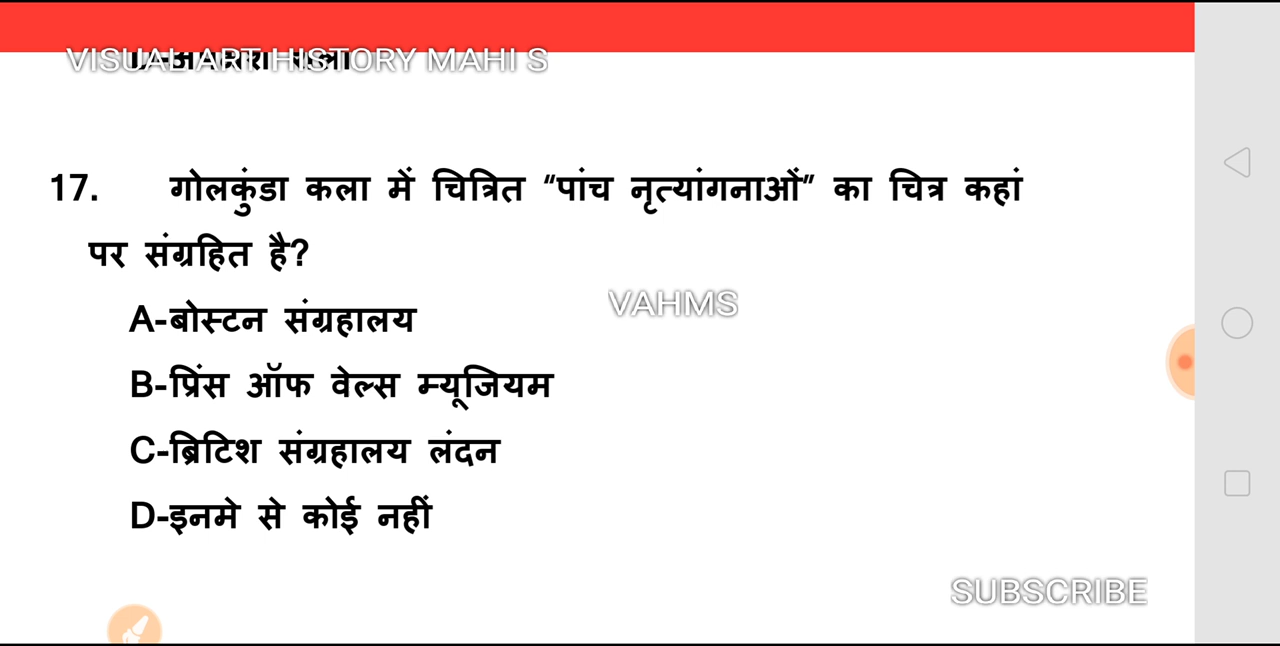 VISUAL ART HISTORY MAHI S
17. गोलकुंडा कला में चित्रित “पांच नृत्यांगनाओं” का चित्र कहां
पर संग्रहित है?
A-बोस्टन संग्रहालय
VAHMS
B-प्रिंस ऑफ वेल्स म्यूजियम
C-ब्रिटिश संग्रहालय लंदन
D-इनमे से कोई नहीं
SUBSCRIBE